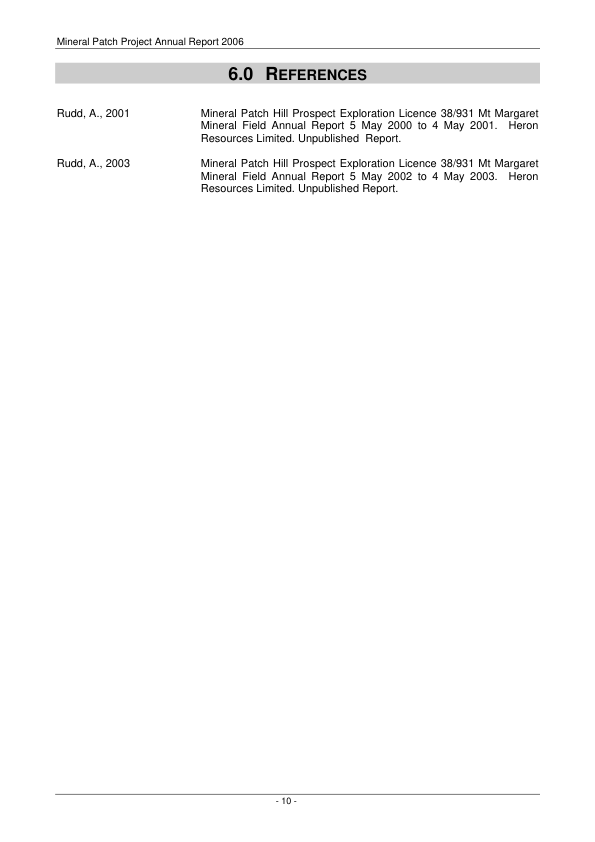 Mineral Patch Project Annual Report 2006
6.0 REFERENCES
Rudd, A., 2001 Mineral Patch Hill Prospect Exploration Licence 38/931 Mt Margaret
Mineral Field Annual Report 5 May 2000 to 4 May 2001. Heron
Resources Limited. Unpublished Report.
Rudd, A., 2003 Mineral Patch Hill Prospect Exploration Licence 38/931 Mt Margaret
Mineral Field Annual Report 5 May 2002 to 4 May 2003. Heron
Resources Limited. Unpublished Report.
- 10 -